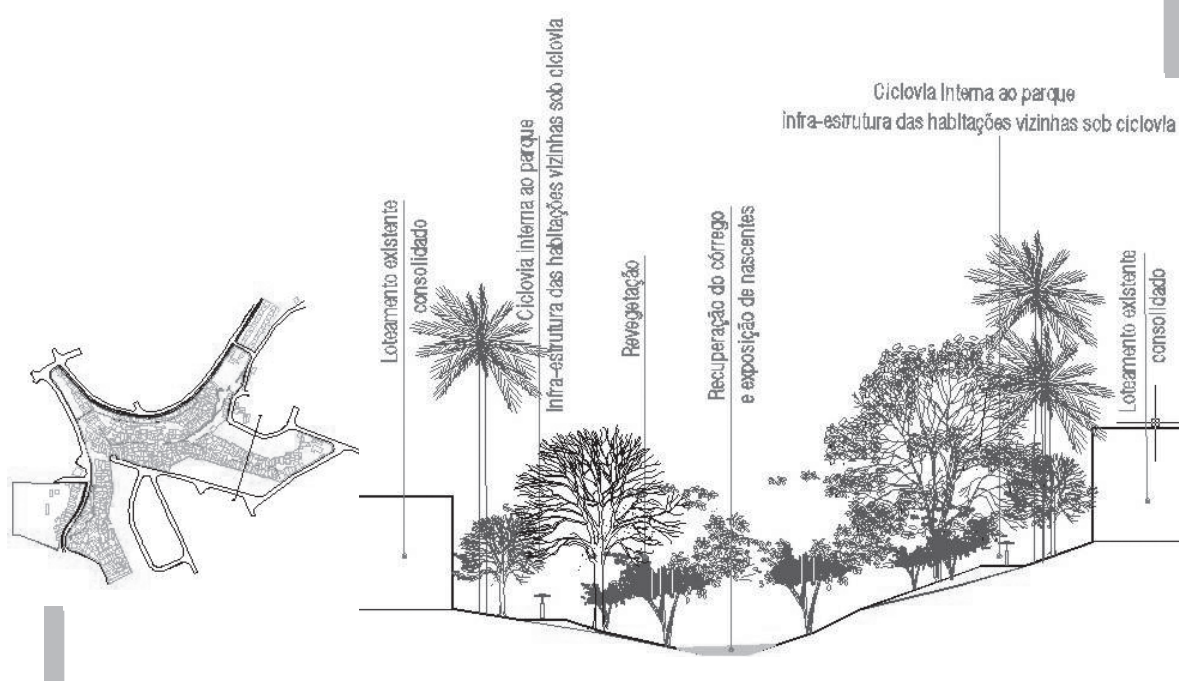 Loteamento existente
consolidado
Ciclovia interna ao parque
Infra-estrutura das habitações vizinhas sob ciclovia
Revegetação
Recuperação do córrego
e exposição de nascentes
Ciclovia interna ao parque
infra-estrutura das habitações vizinhas sob ciclovia
Loteamento existente
consolidado